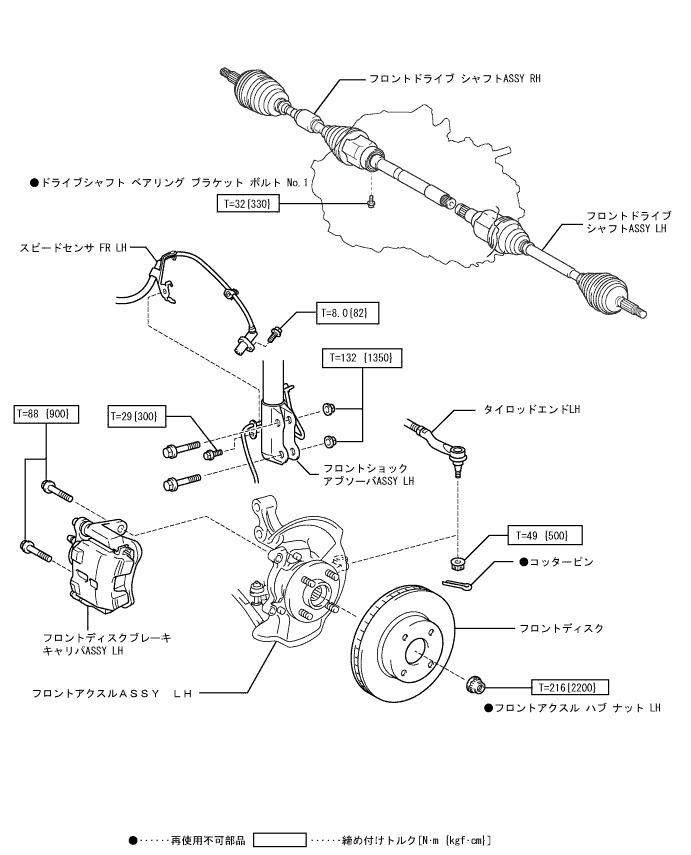 フロントドライブ シャフトASSY RH
●ドライブシャフト ベアリング ブラケット ボルト No.1
T=32{330}
フロントドライブ
シャフトASSY LH
スピードセンサ FR LH
T=8.0{82}
T=132 {1350}
T=88 {900}
T=29{300}
タイロッドエンドLH
フロントショック
アブソーバASSY LH
T=49 {500}
●コッターピン
フロントディスク
フロントディスクブレーキ
キャリパASSY LH
フロントアクスルASSY LH
T=216{2200}
●フロントアクスル ハブ ナット LH
●‥‥‥再使用不可部品 ‥‥‥締め付けトルク[N·m {kgf·cm}]